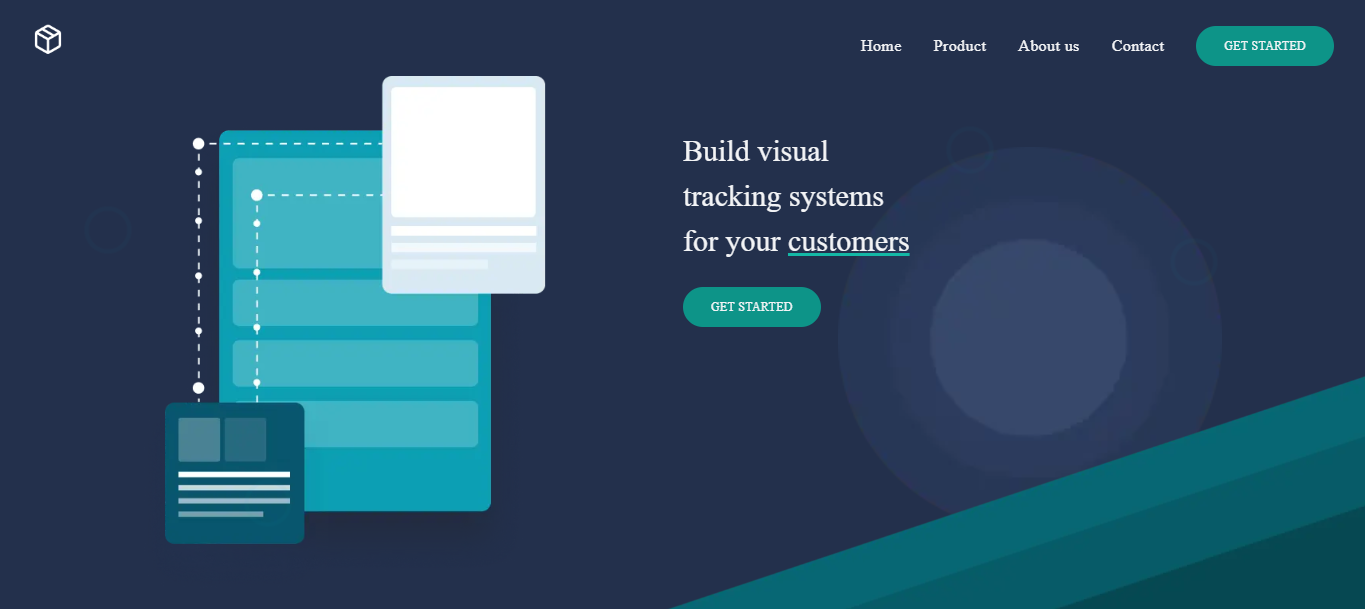 Home Product About us Contact GET STARTED
Build visual
tracking systems
for your customers
GET STARTED